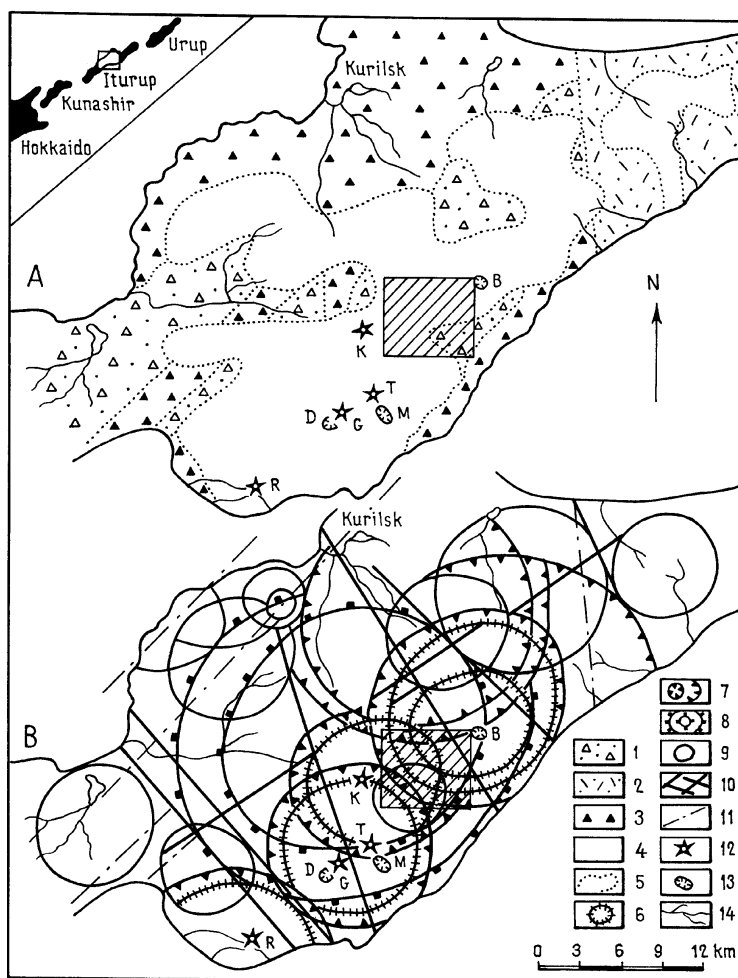 Urup
Iturup
Kunashir
Hokkaido
Kurilsk
A
N
B
K
T
D
G
M
R
Kurilsk
B
B
K
T
D
G
M
R
1
2
3
4
5
6
7
8
9
10
11
12
13
14
0 3 6 9 12 km